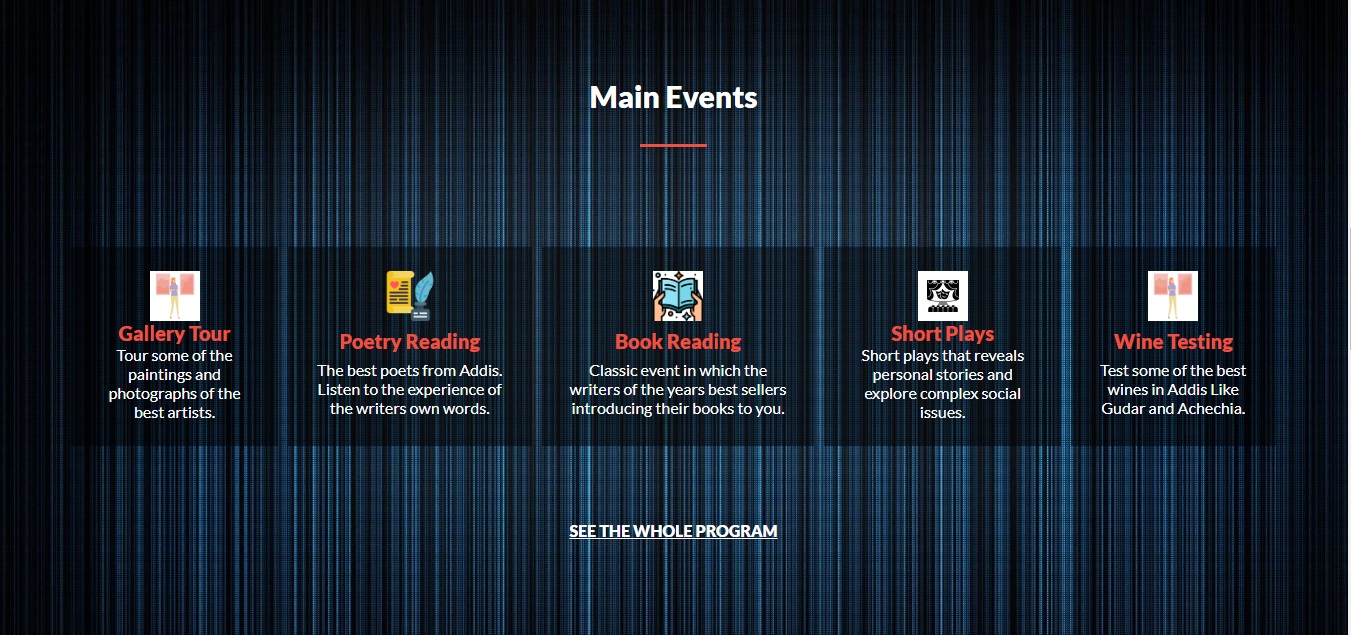 Main Events
Gallery Tour
Tour some of the
paintings and
photographs of the
best artists.
Poetry Reading
The best poets from Addis.
Listen to the experience of
the writers own words.
Book Reading
Classic event in which the
writers of the years best sellers
introducing their books to you.
Short Plays
Short plays that reveals
personal stories and
explore complex social
issues.
Wine Testing
Test some of the best
wines in Addis Like
Gudar and Achechia.
SEE THE WHOLE PROGRAM